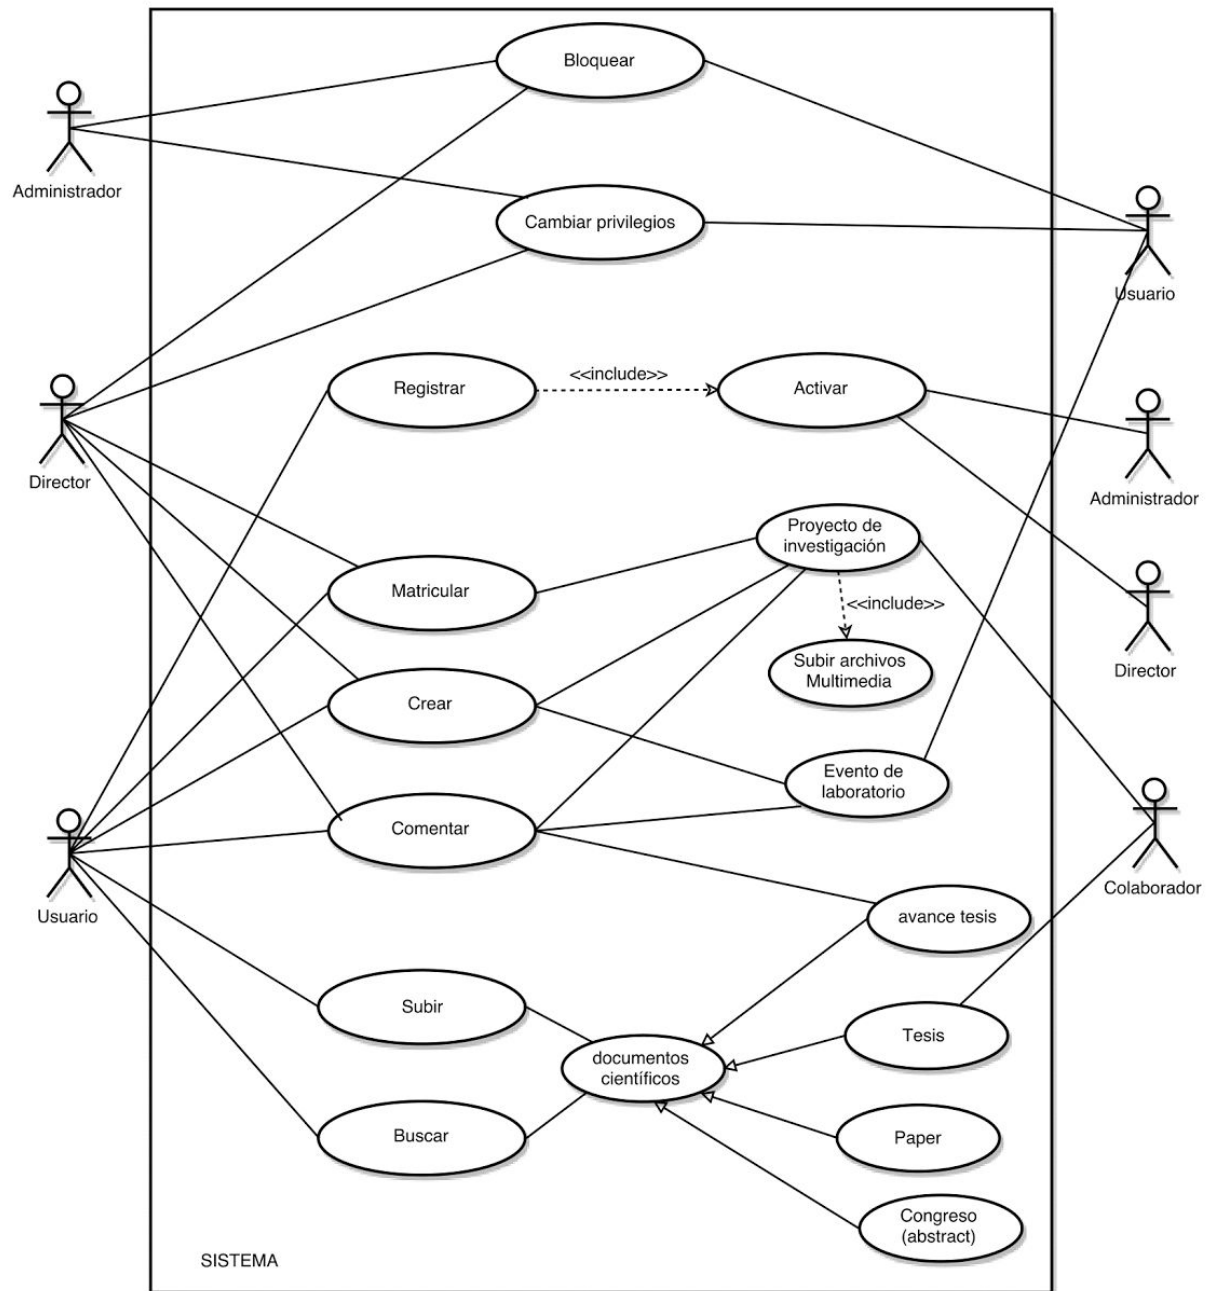 Bloquear
Administrador
Cambiar privilegios
Usuario
Registrar
<<include>>
Activar
Director
Administrador
Proyecto de
investigación
Matricular
<<include>>
Subir archivos
Multimedia
Director
Crear
Evento de
laboratorio
Comentar
Colaborador
Usuario
avance tesis
Subir
Tesis
documentos
científicos
Buscar
Paper
Congreso
(abstract)
SISTEMA